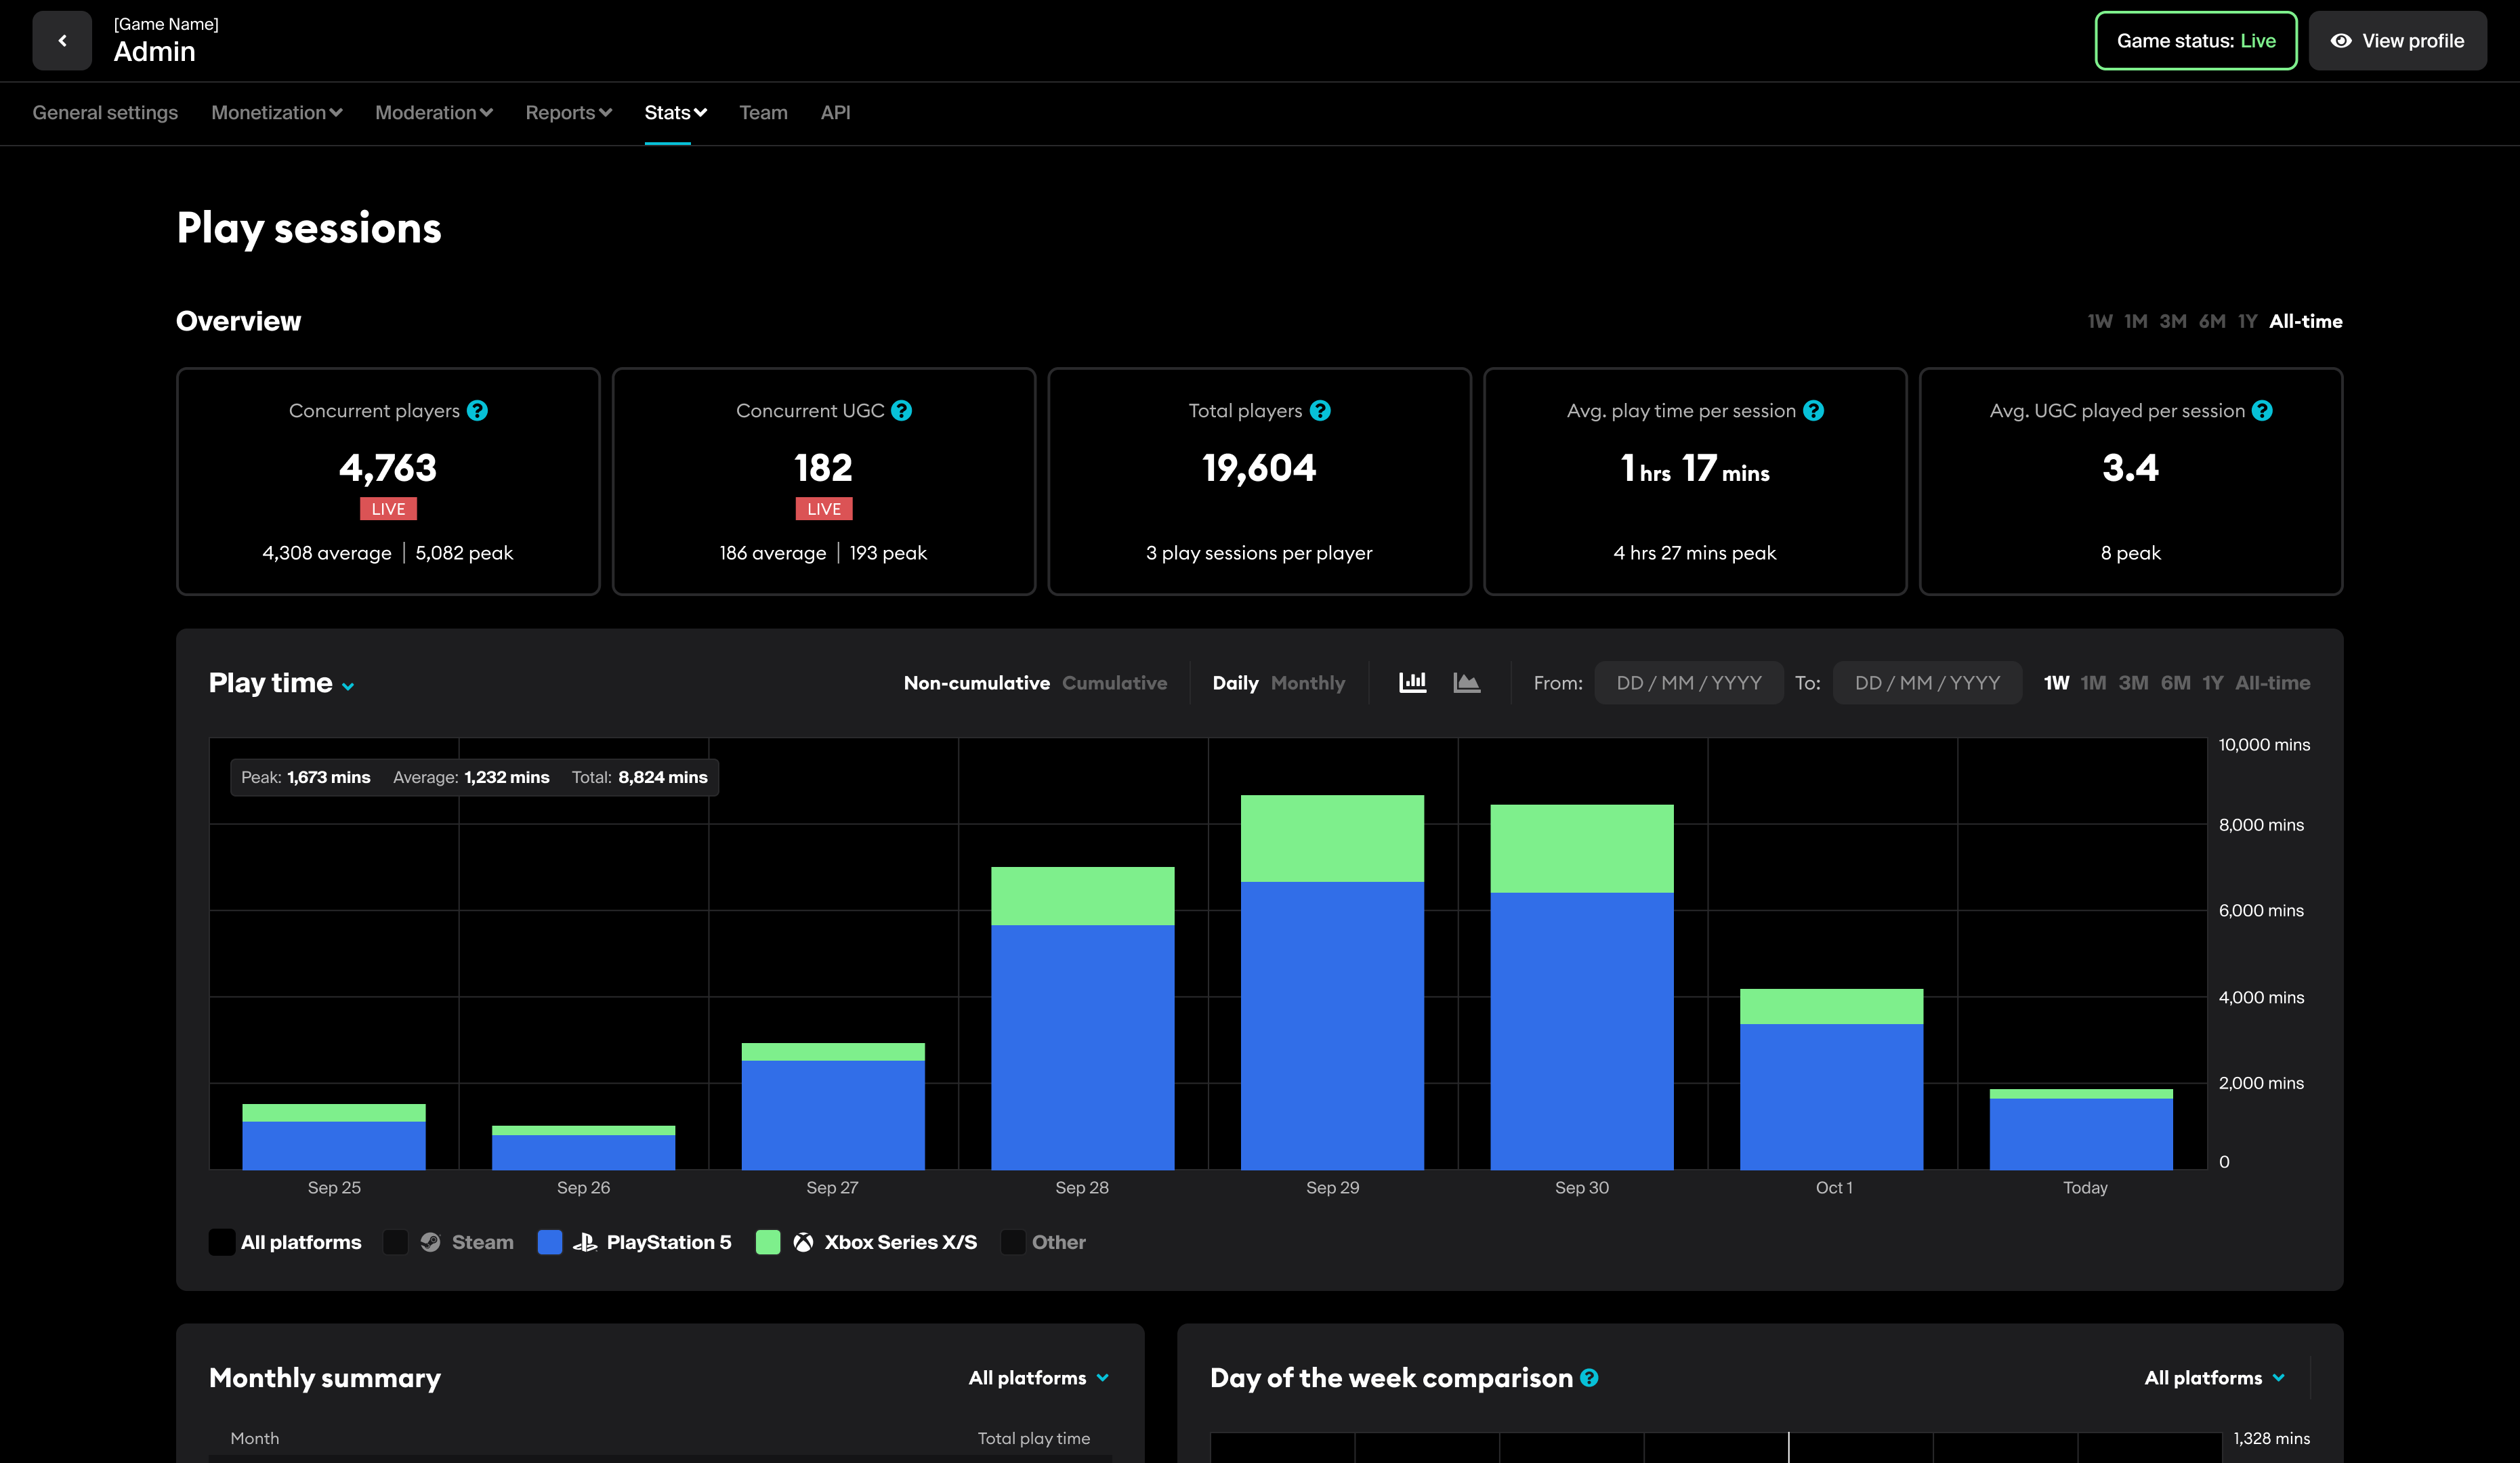 [Game Name]
Admin
Game status: Live
View profile
General settings Monetization Moderation Reports Stats Team API
Play sessions
Overview
1W 1M 3M 6M 1Y All-time
Concurrent players
4,763
LIVE
4,308 average | 5,082 peak
Concurrent UGC
182
LIVE
186 average | 193 peak
Total players
19,604
3 play sessions per player
Avg. play time per session
1 hrs 17 mins
4 hrs 27 mins peak
Avg. UGC played per session
3.4
8 peak
Play time
Non-cumulative Cumulative
Daily Monthly
From: DD / MM / YYYY To: DD / MM / YYYY
1W 1M 3M 6M 1Y All-time
Peak: 1,673 mins Average: 1,232 mins Total: 8,824 mins
10,000 mins
8,000 mins
6,000 mins
4,000 mins
2,000 mins
0
Sep 25 Sep 26 Sep 27 Sep 28 Sep 29 Sep 30 Oct 1 Today
All platforms Steam PlayStation 5 Xbox Series X/S Other
Monthly summary
All platforms
Month Total play time
Day of the week comparison
All platforms
1,328 mins